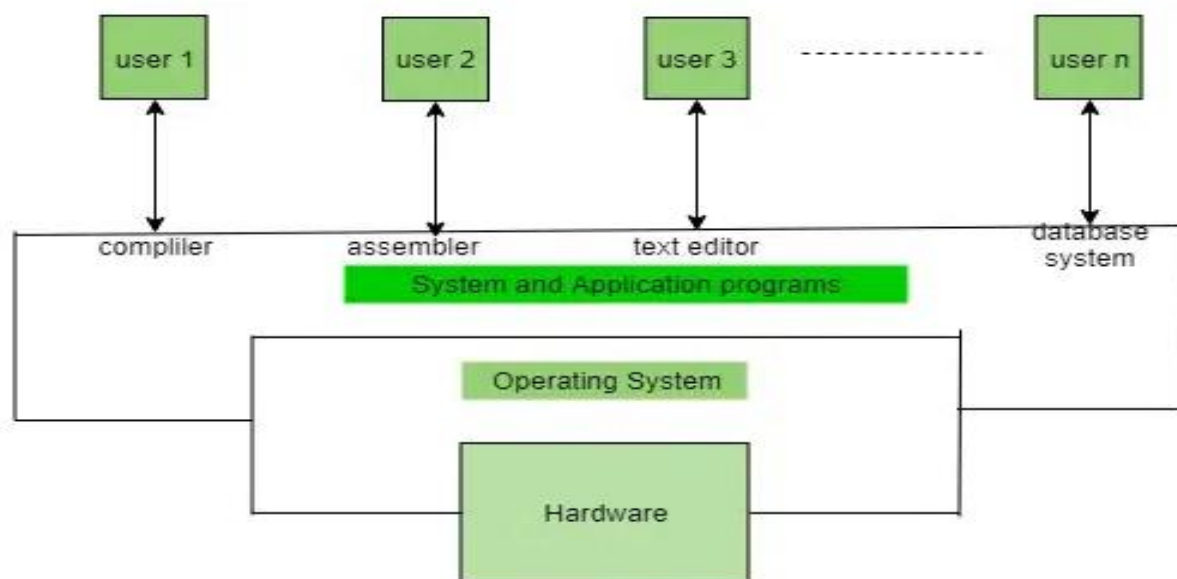 user 1
user 2
user 3
user n
compliler
assembler
text editor
database
system
System and Application programs
Operating System
Hardware